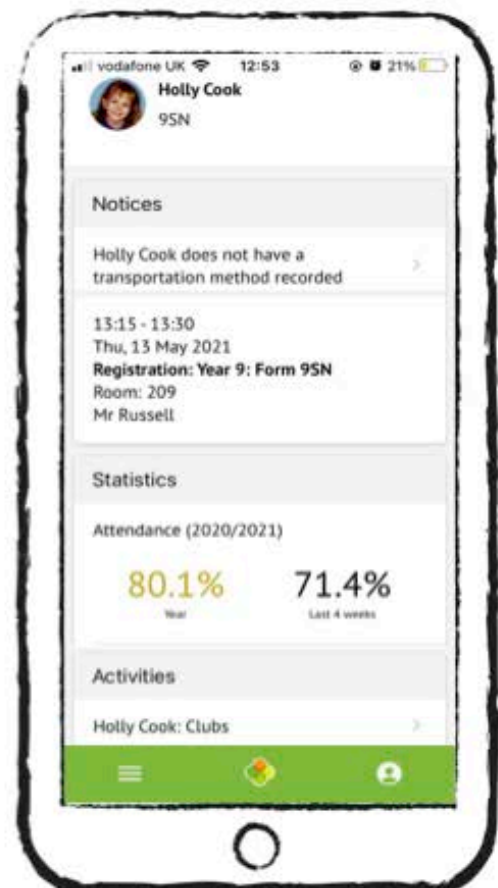 vodafone UK 12:53 21%
Holly Cook
9SN
Notices
Holly Cook does not have a
transportation method recorded
13:15 - 13:30
Thu, 13 May 2021
Registration: Year 9: Form 9SN
Room: 209
Mr Russell
Statistics
Attendance (2020/2021)
80.1% 71.4%
Year Last 4 weeks
Activities
Holly Cook: Clubs